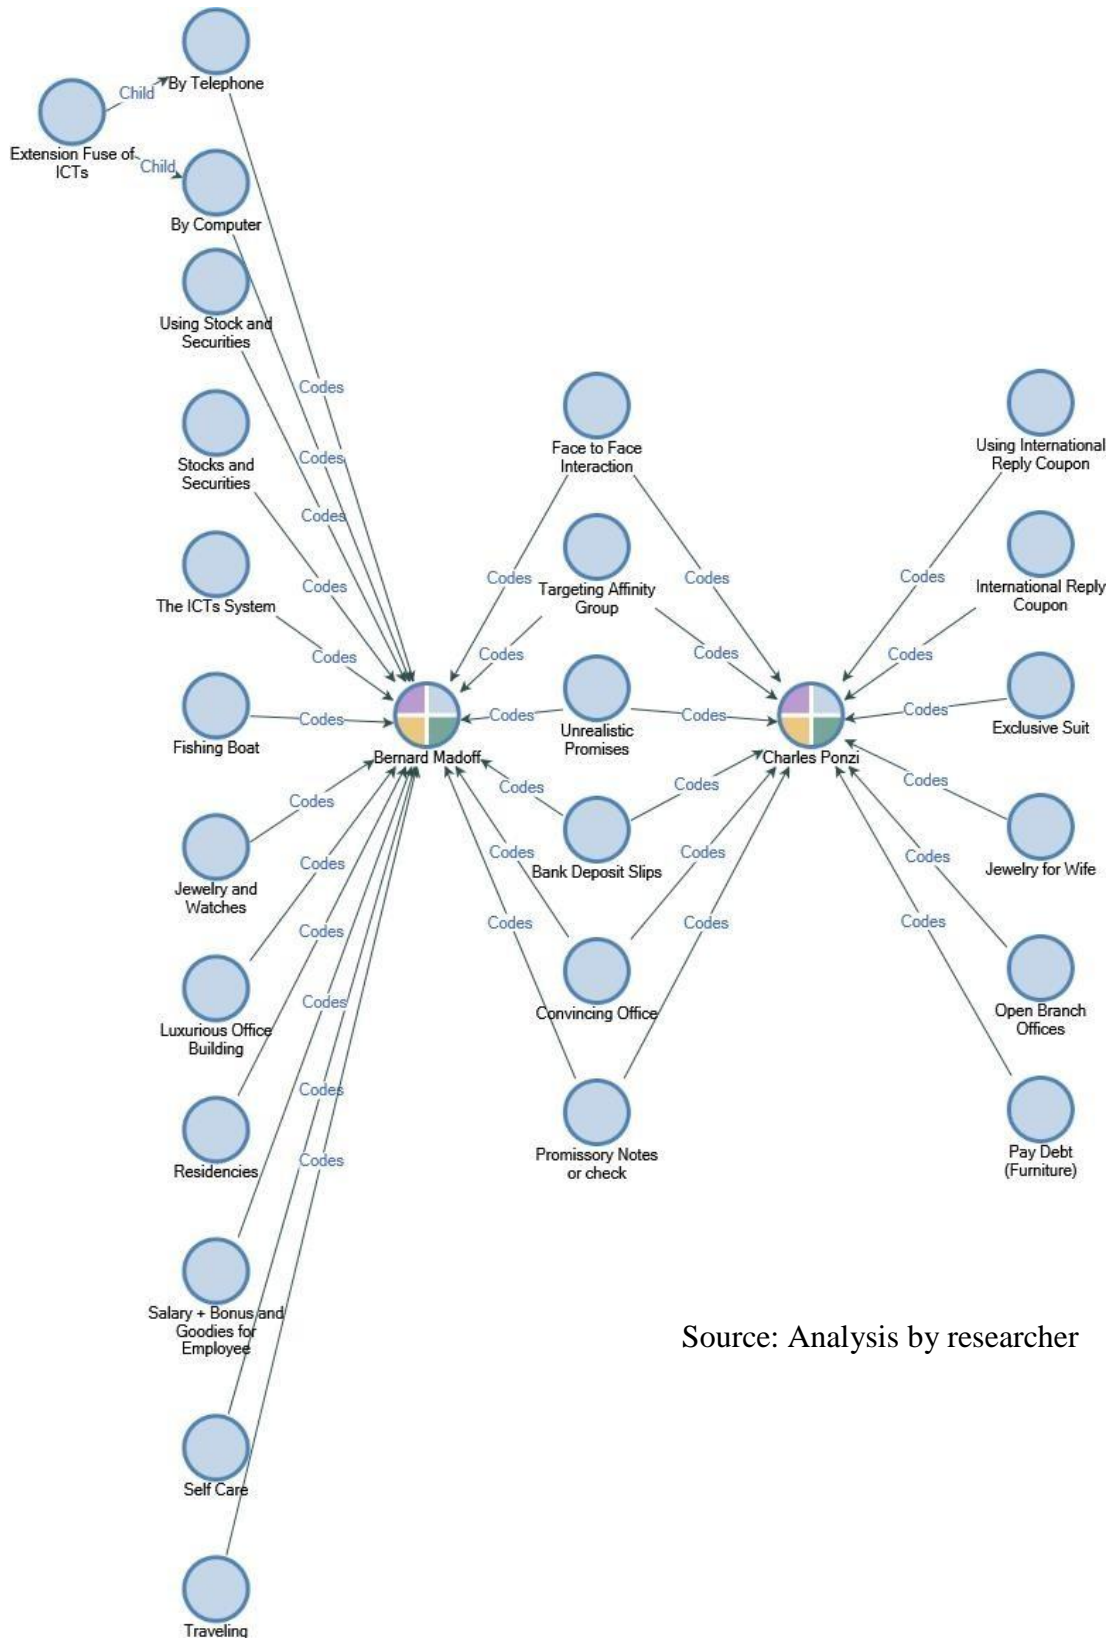 By Telephone
Child
Extension Fuse of
ICTs
Child
By Computer
Using Stock and
Securities
Codes
Codes
Codes
Stocks and
Securities
Codes
The ICTs System
Codes
Fishing Boat
Codes
Jewelry and
Watches
Codes
Luxurious Office
Building
Codes
Residencies
Codes
Salary + Bonus and
Goodies for
Employee
Codes
Self Care
Codes
Traveling
Codes
Bernard Madoff
Face to Face
Interaction
Codes
Codes
Targeting Affinity
Group
Codes
Codes
Unrealistic
Promises
Codes
Codes
Bank Deposit Slips
Codes
Codes
Convincing Office
Codes
Codes
Promissory Notes
or check
Codes
Codes
Charles Ponzi
Using International
Reply Coupon
Codes
International Reply
Coupon
Codes
Exclusive Suit
Codes
Jewelry for Wife
Codes
Open Branch
Offices
Codes
Pay Debt
(Furniture)
Codes
Source: Analysis by researcher